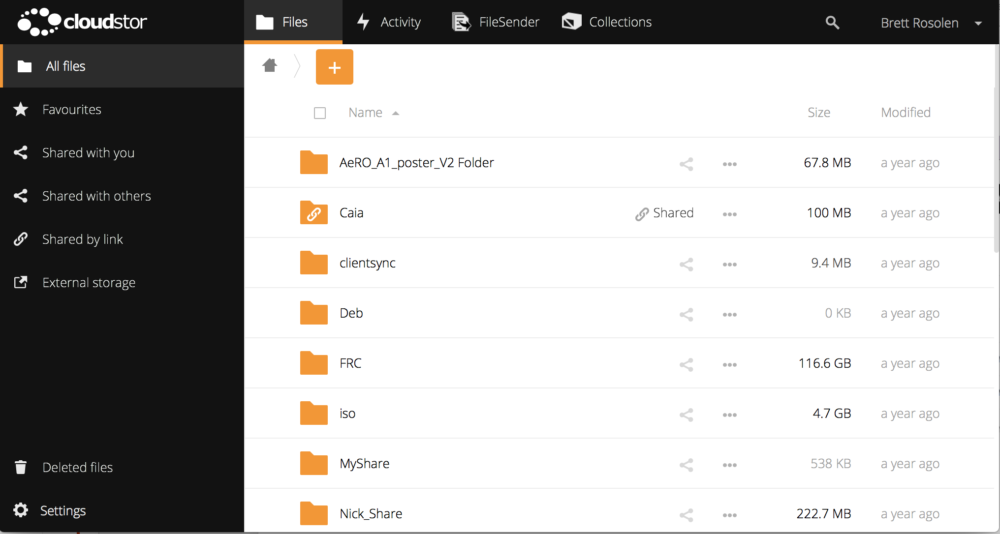 cloudstor
Files
Activity
FileSender
Collections
Brett Rosolen
All files
Favourites
Shared with you
Shared with others
Shared by link
External storage
Deleted files
Settings
+
Name Size Modified
AeRO_A1_poster_V2 Folder 67.8 MB a year ago
Caia Shared 100 MB a year ago
clientsync 9.4 MB a year ago
Deb 0 KB a year ago
FRC 116.6 GB a year ago
iso 4.7 GB a year ago
MyShare 538 KB a year ago
Nick_Share 222.7 MB a year ago